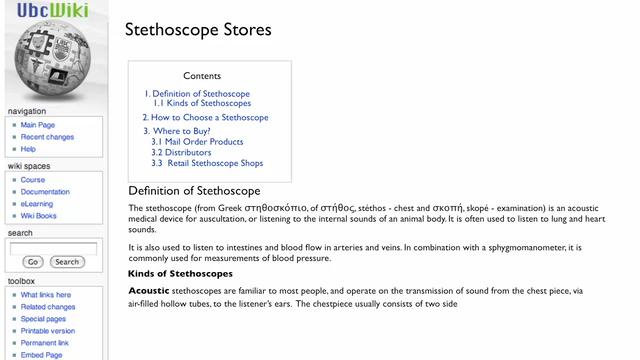 UbcWiki
navigation
Main Page
Recent changes
Help
wiki spaces
Course
Documentation
eLearning
Wiki Books
search
Go Search
toolbox
What links here
Related changes
Special pages
Printable version
Permanent link
Embed Page
Stethoscope Stores
Contents
1. Definition of Stethoscope
1.1 Kinds of Stethoscopes
2. How to Choose a Stethoscope
3. Where to Buy?
3.1 Mail Order Products
3.2 Distributors
3.3 Retail Stethoscope Shops
Definition of Stethoscope
The stethoscope (from Greek στηθοσκόπιο, of στήθος, stéthos - chest and σκοπή, skopé - examination) is an acoustic
medical device for auscultation, or listening to the internal sounds of an animal body. It is often used to listen to lung and heart
sounds.
It is also used to listen to intestines and blood flow in arteries and veins. In combination with a sphygmomanometer, it is
commonly used for measurements of blood pressure.
Kinds of Stethoscopes
Acoustic stethoscopes are familiar to most people, and operate on the transmission of sound from the chest piece, via
air-filled hollow tubes, to the listener's ears. The chestpiece usually consists of two side